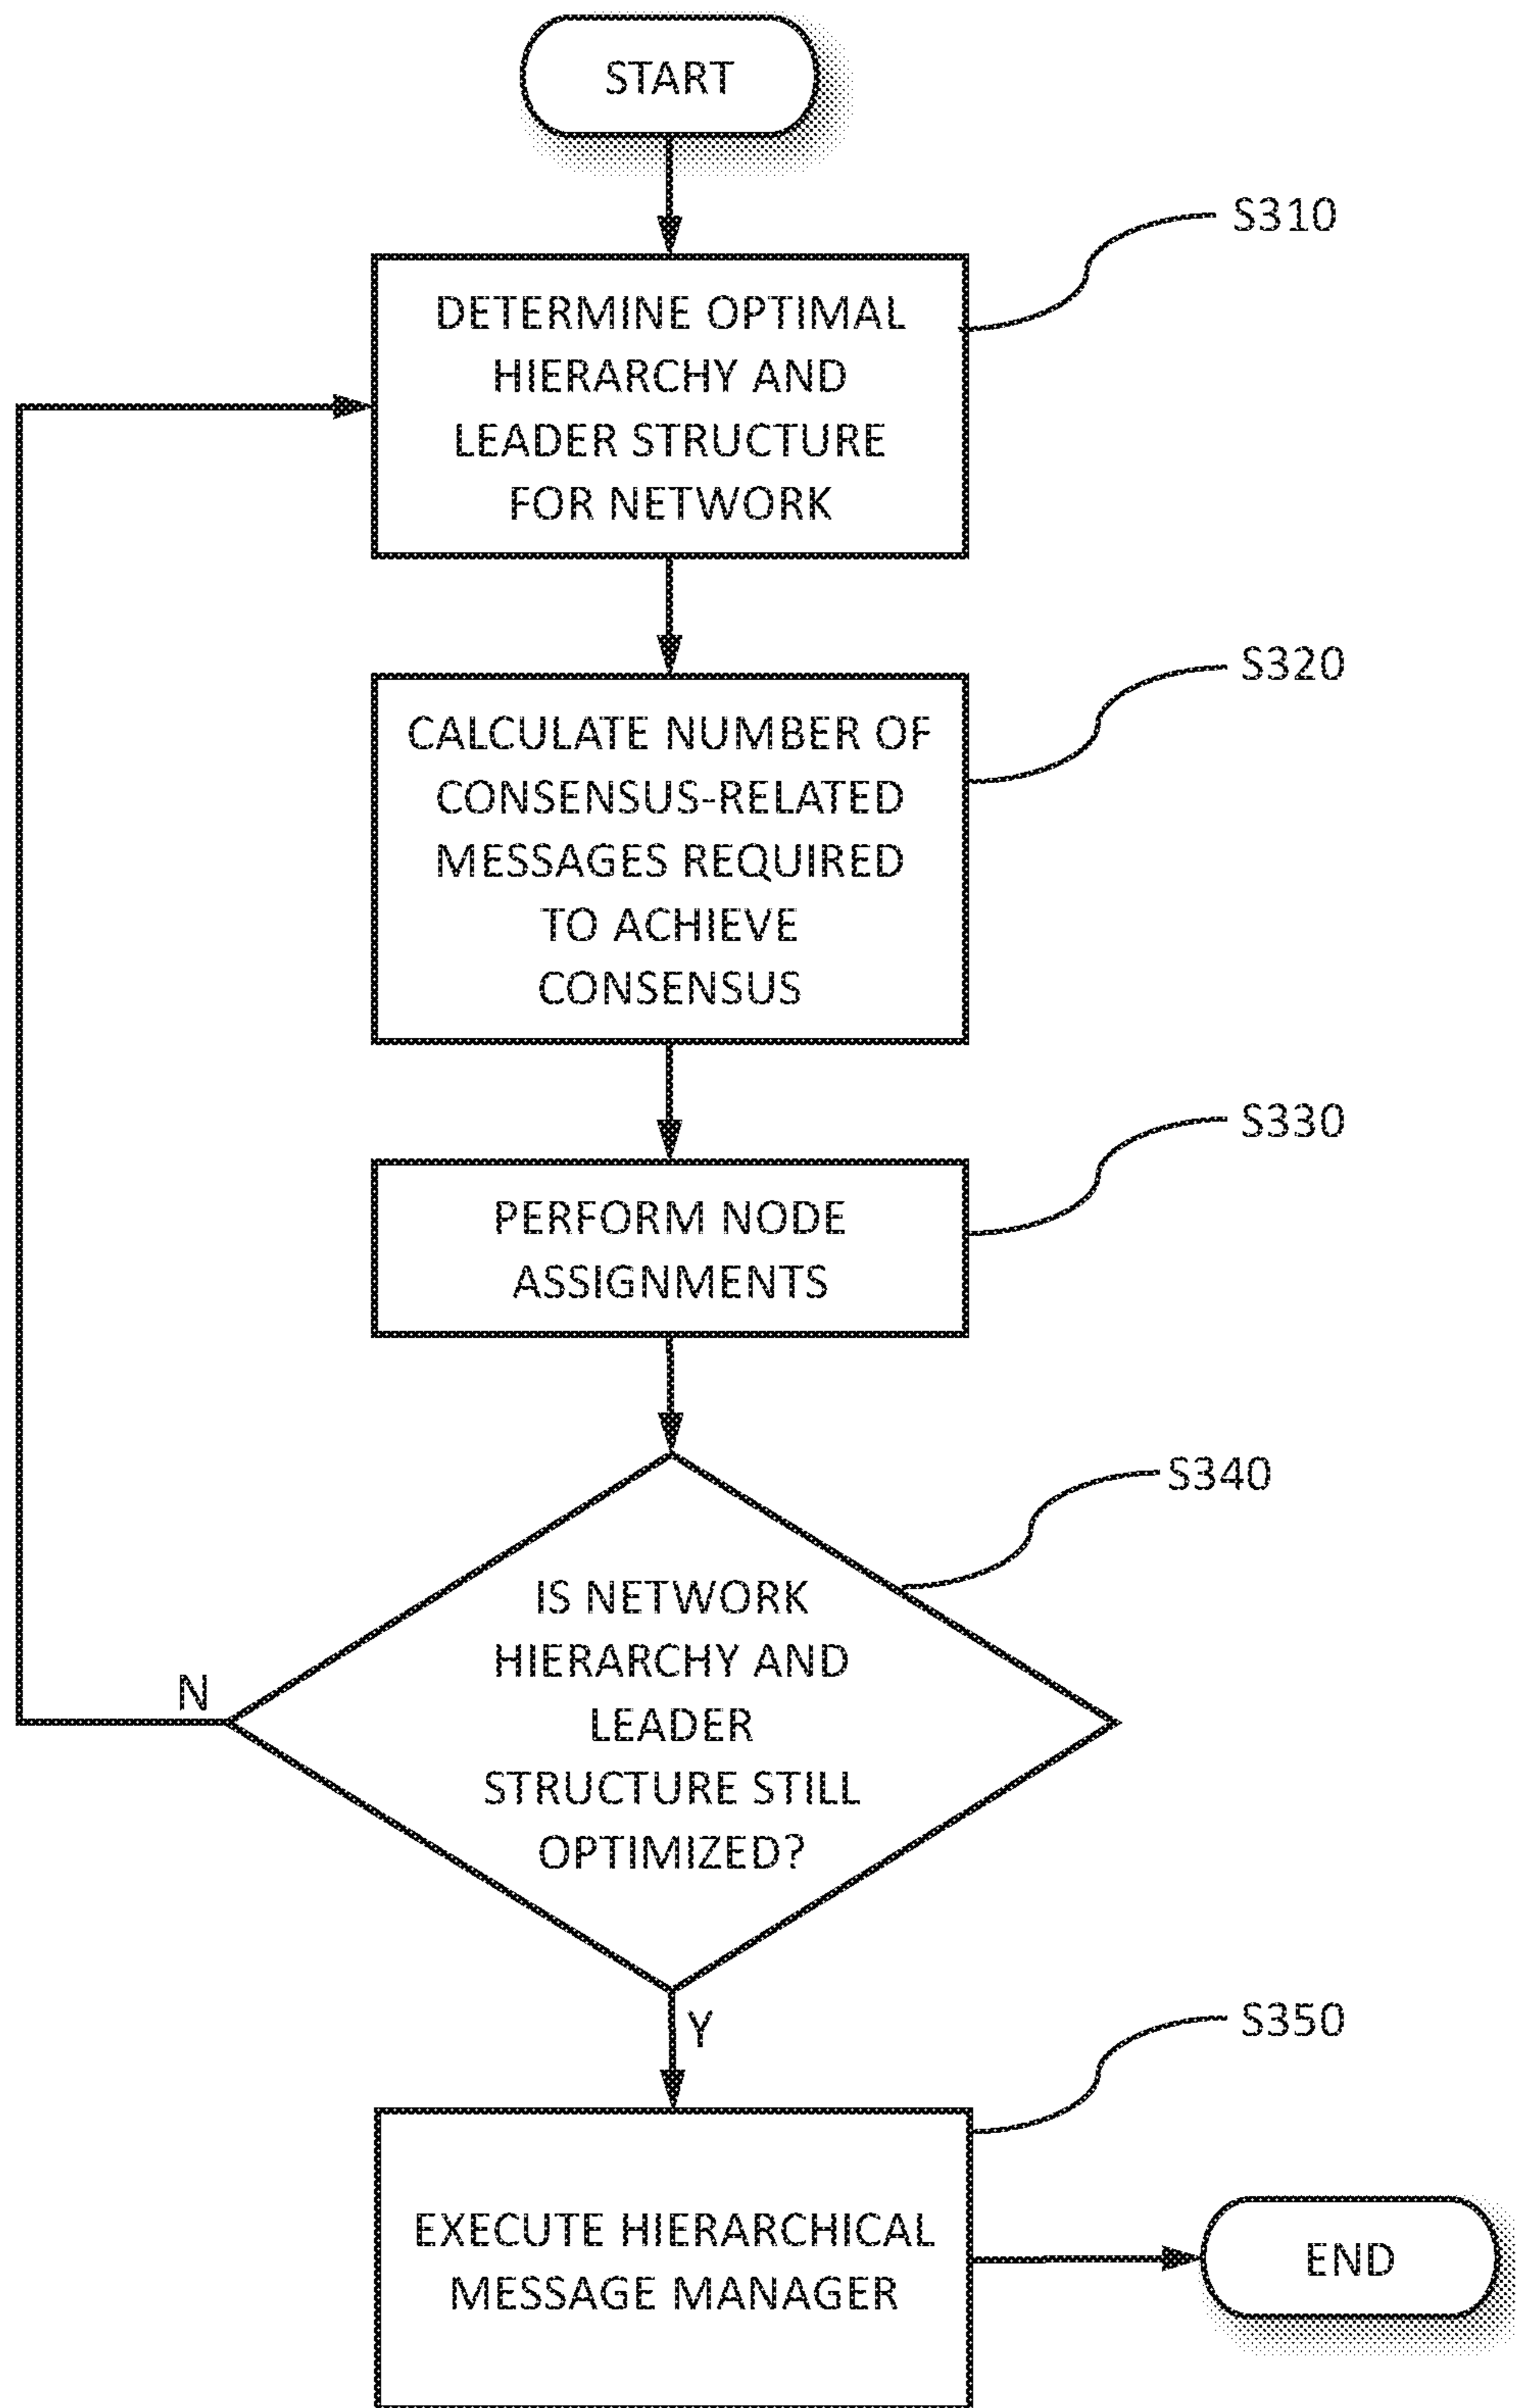 START
S310
DETERMINE OPTIMAL
HIERARCHY AND
LEADER STRUCTURE
FOR NETWORK
S320
CALCULATE NUMBER OF
CONSENSUS-RELATED
MESSAGES REQUIRED
TO ACHIEVE
CONSENSUS
S330
PERFORM NODE
ASSIGNMENTS
S340
IS NETWORK
HIERARCHY AND
LEADER
STRUCTURE STILL
OPTIMIZED?
N
Y
S350
EXECUTE HIERARCHICAL
MESSAGE MANAGER
END